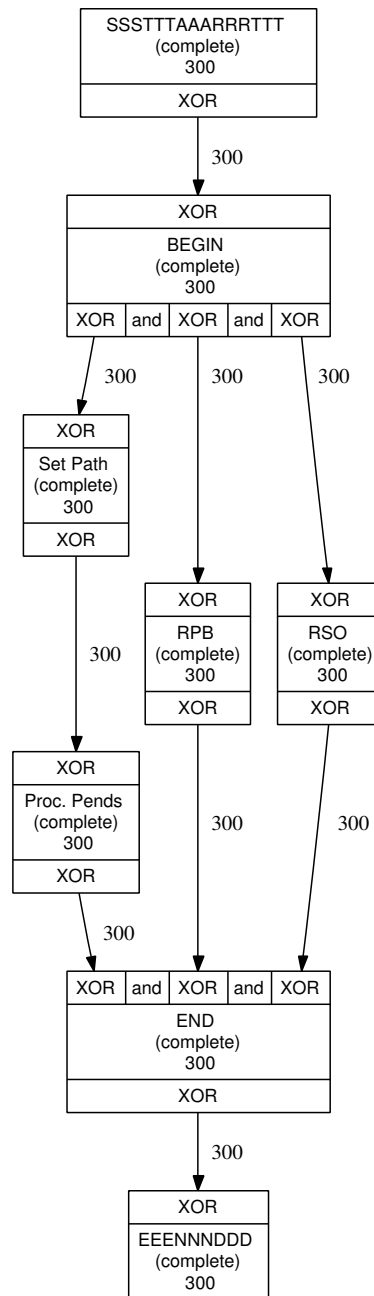 SSSTTTAAARRRTTT
(complete)
300
XOR
300
XOR
BEGIN
(complete)
300
XOR and XOR and XOR
300
300
300
XOR
Set Path
(complete)
300
XOR
300
XOR
RPB
(complete)
300
XOR
XOR
RSO
(complete)
300
XOR
XOR
Proc. Pends
(complete)
300
XOR
300
300
300
XOR and XOR and XOR
END
(complete)
300
XOR
300
XOR
EEENNNDDD
(complete)
300